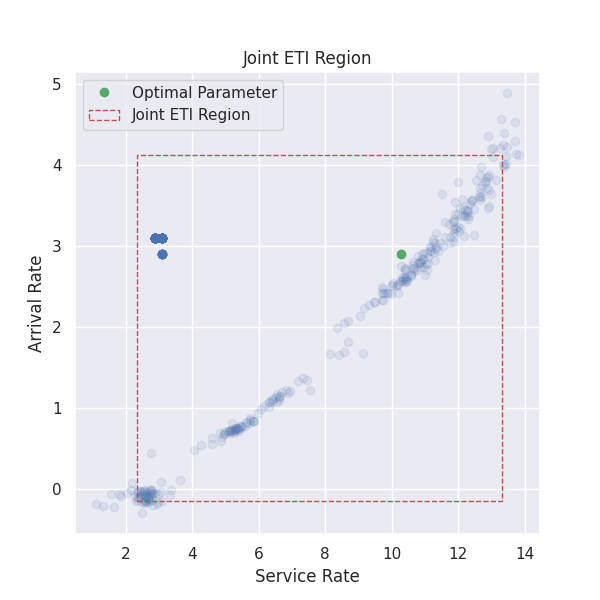 Joint ETI Region
Optimal Parameter
Joint ETI Region
5
4
3
2
1
0
Arrival Rate
2 4 6 8 10 12 14
Service Rate